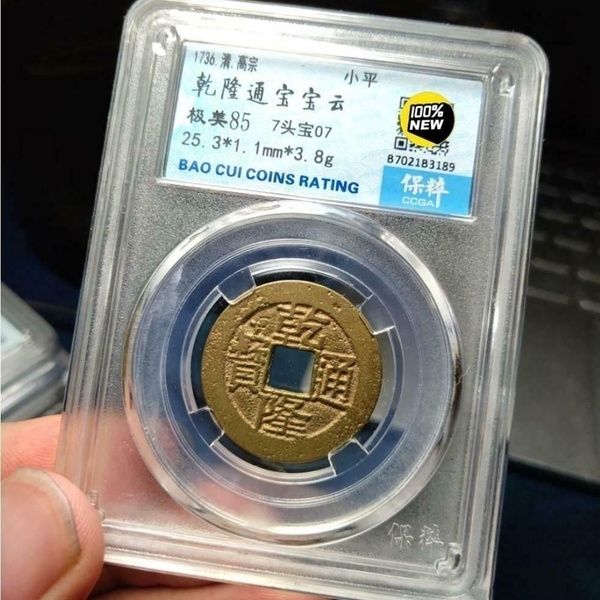 1736.清.高宗
小平
乾隆通宝宝云
极美85 7头宝07
25.3*1.1mm*3.8g
BAO CUI COINS RATING
100%
NEW
B7021B3189
保粹
CCGA
乾隆通寶
保粹